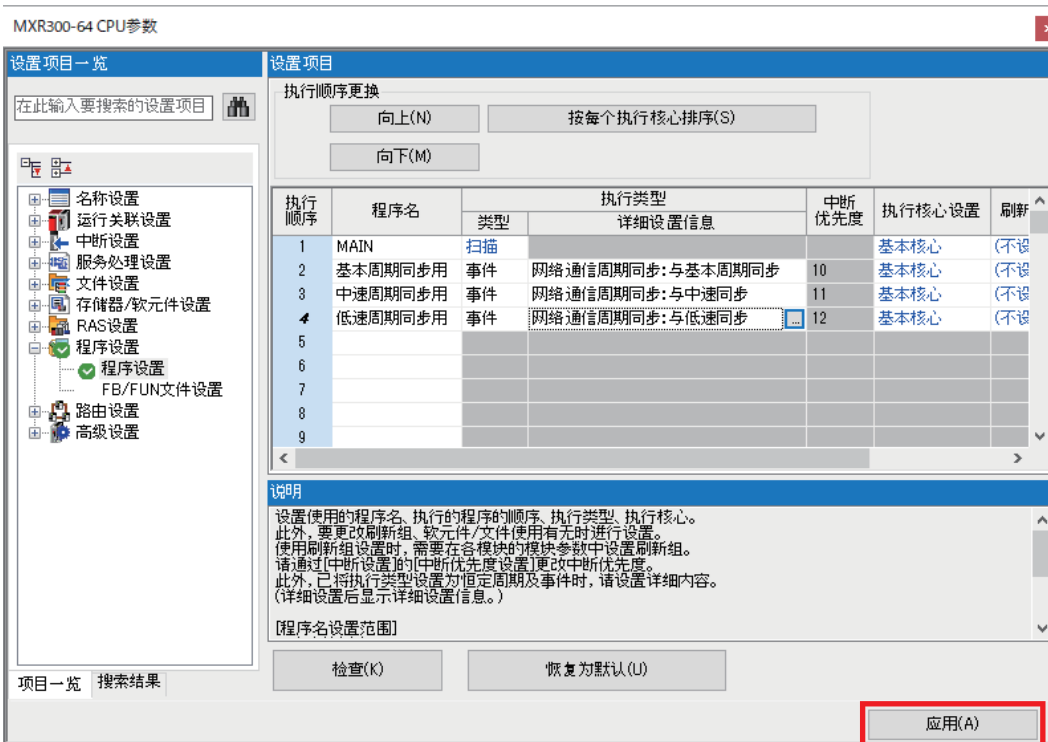 MXR300-64 CPU参数
设置项目一览
在此输入要搜索的设置项目
名称设置
运行关联设置
中断设置
服务处理设置
文件设置
存储器/软元件设置
RAS设置
程序设置
程序设置
FB/FUN文件设置
路由设置
高级设置
项目一览 搜索结果
设置项目
执行顺序更换
向上(N) 按每个执行核心排序(S)
向下(M)
执行顺序 程序名 执行类型 中断优先度 执行核心设置 刷新
类型 详细设置信息
1 MAIN 扫描 基本核心 (不设
2 基本周期同步用 事件 网络通信周期同步:与基本周期同步 10 基本核心 (不设
3 中速周期同步用 事件 网络通信周期同步:与中速同步 11 基本核心 (不设
4 低速周期同步用 事件 网络通信周期同步:与低速同步 ... 12 基本核心 (不设
5
6
7
8
9
说明
设置使用的程序名、执行的程序的顺序、执行类型、执行核心。
此外,要更改刷新组、软元件/文件使用有无时进行设置。
使用刷新组设置时,需要在各模块的模块参数中设置刷新组。
请通过[中断设置]的[中断优先度设置]更改中断优先度。
此外,已将执行类型设置为恒定周期及事件时,请设置详细内容。
(详细设置后显示详细设置信息。)
[程序名设置范围]
检查(K) 恢复为默认(U)
应用(A)